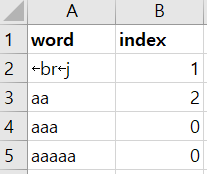 A B
1 word index
2 ←br←j 1
3 aa 2
4 aaa 0
5 aaaaa 0